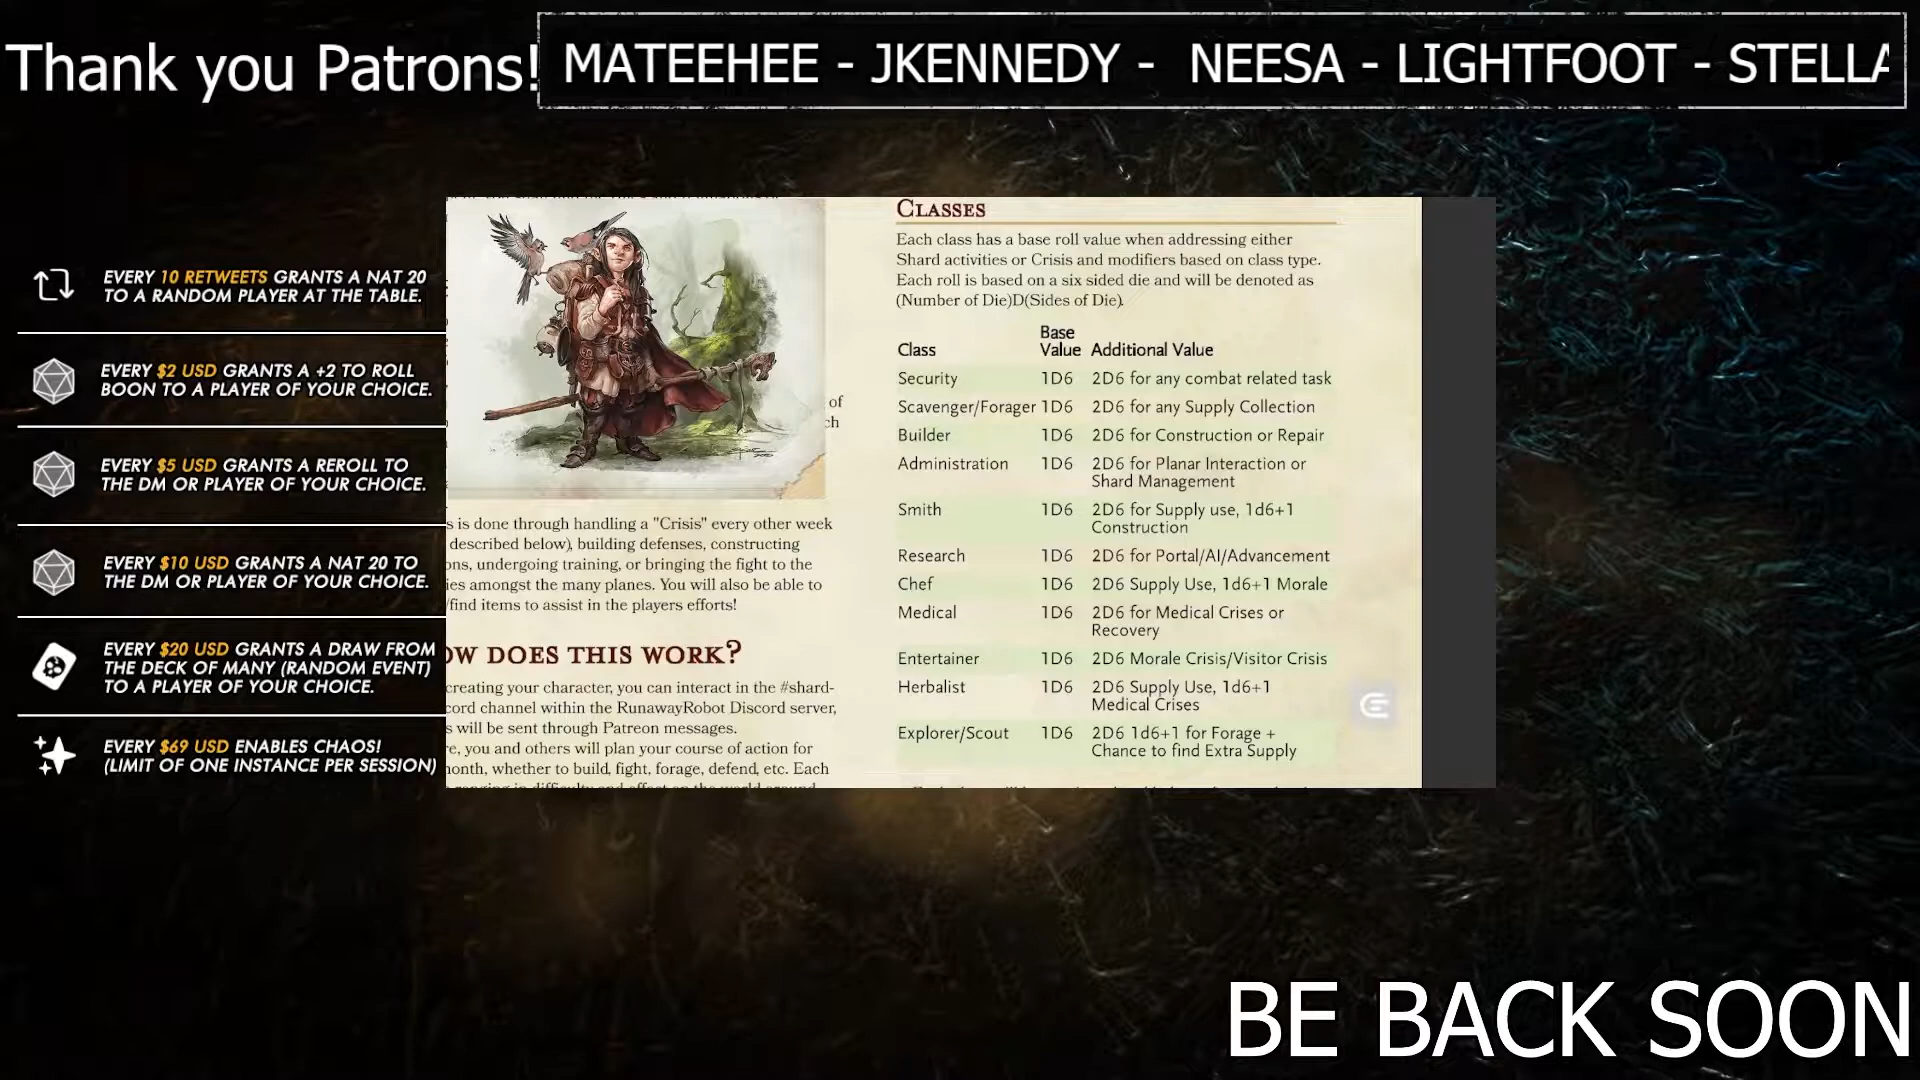 Thank you Patrons!
MATEEHEE - JKENNEDY - NEESA - LIGHTFOOT - STELLA
EVERY 10 RETWEETS GRANTS A NAT 20
TO A RANDOM PLAYER AT THE TABLE.
EVERY $2 USD GRANTS A +2 TO ROLL
BOON TO A PLAYER OF YOUR CHOICE.
EVERY $5 USD GRANTS A REROLL TO
THE DM OR PLAYER OF YOUR CHOICE.
EVERY $10 USD GRANTS A NAT 20 TO
THE DM OR PLAYER OF YOUR CHOICE.
EVERY $20 USD GRANTS A DRAW FROM
THE DECK OF MANY (RANDOM EVENT)
TO A PLAYER OF YOUR CHOICE.
EVERY $69 USD ENABLES CHAOS!
(LIMIT OF ONE INSTANCE PER SESSION)
of
ch
s is done through handling a "Crisis" every other week
described below), building defenses, constructing
ons, undergoing training, or bringing the fight to the
ies amongst the many planes. You will also be able to
/find items to assist in the players efforts!
OW DOES THIS WORK?
creating your character, you can interact in the #shard-
cord channel within the RunawayRobot Discord server,
s will be sent through Patreon messages.
re, you and others will plan your course of action for
month, whether to build, fight, forage, defend, etc. Each
ranging in difficulty and effect on the world around
CLASSES
Each class has a base roll value when addressing either
Shard activities or Crisis and modifiers based on class type.
Each roll is based on a six sided die and will be denoted as
(Number of Die)D(Sides of Die).
Base
Class Value Additional Value
Security 1D6 2D6 for any combat related task
Scavenger/Forager 1D6 2D6 for any Supply Collection
Builder 1D6 2D6 for Construction or Repair
Administration 1D6 2D6 for Planar Interaction or
Shard Management
Smith 1D6 2D6 for Supply use, 1d6+1
Construction
Research 1D6 2D6 for Portal/AI/Advancement
Chef 1D6 2D6 Supply Use, 1d6+1 Morale
Medical 1D6 2D6 for Medical Crises or
Recovery
Entertainer 1D6 2D6 Morale Crisis/Visitor Crisis
Herbalist 1D6 2D6 Supply Use, 1d6+1
Medical Crises
Explorer/Scout 1D6 2D6 1d6+1 for Forage +
Chance to find Extra Supply
BE BACK SOON